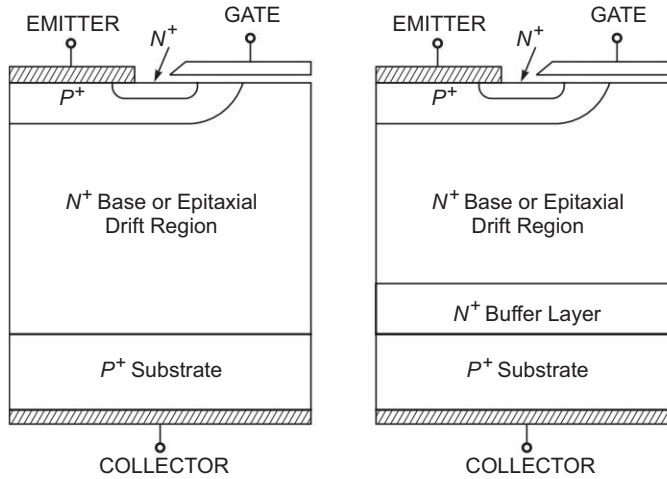 EMITTER
GATE
N+
P+
N+ Base or Epitaxial
Drift Region
P+ Substrate
COLLECTOR
EMITTER
GATE
N+
P+
N+ Base or Epitaxial
Drift Region
N+ Buffer Layer
P+ Substrate
COLLECTOR